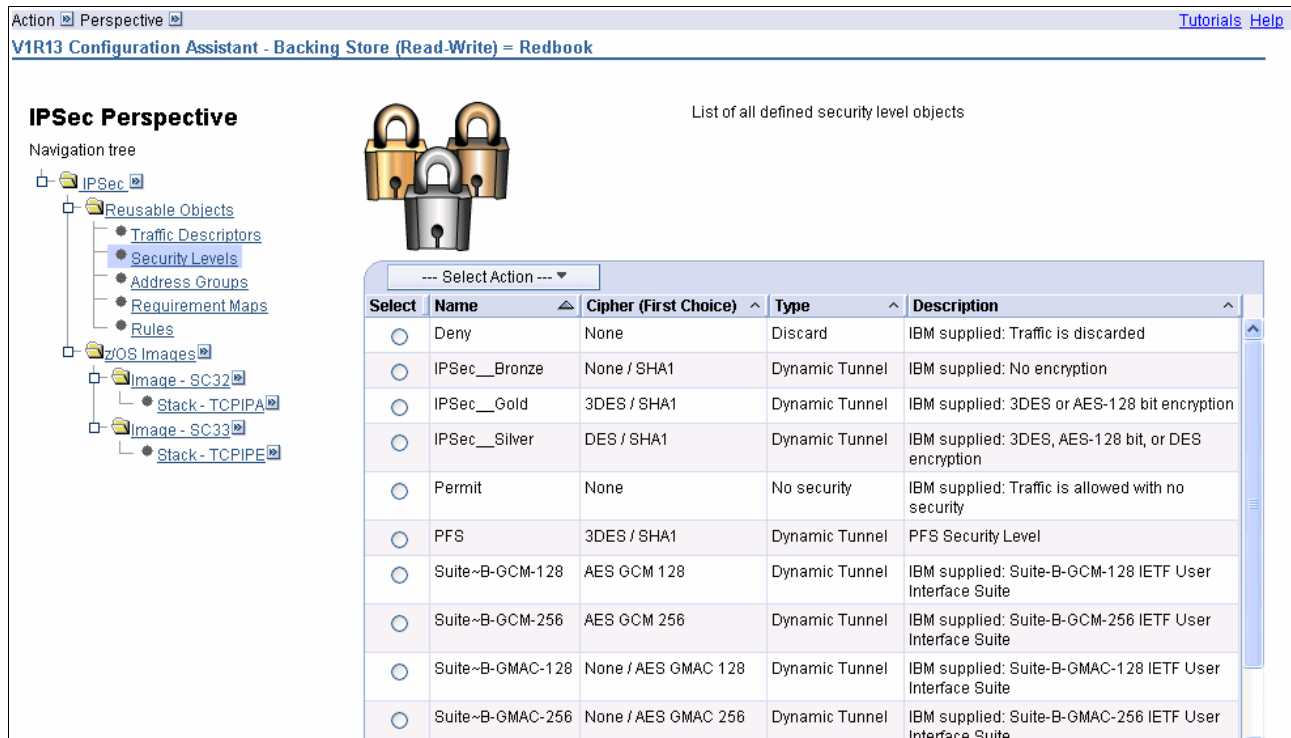 Action Perspective Tutorials Help
V1R13 Configuration Assistant - Backing Store (Read-Write) = Redbook
IPSec Perspective
Navigation tree
IPSec
Reusable Objects
Traffic Descriptors
Security Levels
Address Groups
Requirement Maps
Rules
z/OS Images
Image - SC32
Stack - TCPIPA
Image - SC33
Stack - TCPIPE
List of all defined security level objects
--- Select Action ---
Select Name Cipher (First Choice) Type Description
Deny None Discard IBM supplied: Traffic is discarded
IPSec__Bronze None / SHA1 Dynamic Tunnel IBM supplied: No encryption
IPSec__Gold 3DES / SHA1 Dynamic Tunnel IBM supplied: 3DES or AES-128 bit encryption
IPSec__Silver DES / SHA1 Dynamic Tunnel IBM supplied: 3DES, AES-128 bit, or DES
encryption
Permit None No security IBM supplied: Traffic is allowed with no
security
PFS 3DES / SHA1 Dynamic Tunnel PFS Security Level
Suite~B-GCM-128 AES GCM 128 Dynamic Tunnel IBM supplied: Suite-B-GCM-128 IETF User
Interface Suite
Suite~B-GCM-256 AES GCM 256 Dynamic Tunnel IBM supplied: Suite-B-GCM-256 IETF User
Interface Suite
Suite~B-GMAC-128 None / AES GMAC 128 Dynamic Tunnel IBM supplied: Suite-B-GMAC-128 IETF User
Interface Suite
Suite~B-GMAC-256 None / AES GMAC 256 Dynamic Tunnel IBM supplied: Suite-B-GMAC-256 IETF User
Interface Suite